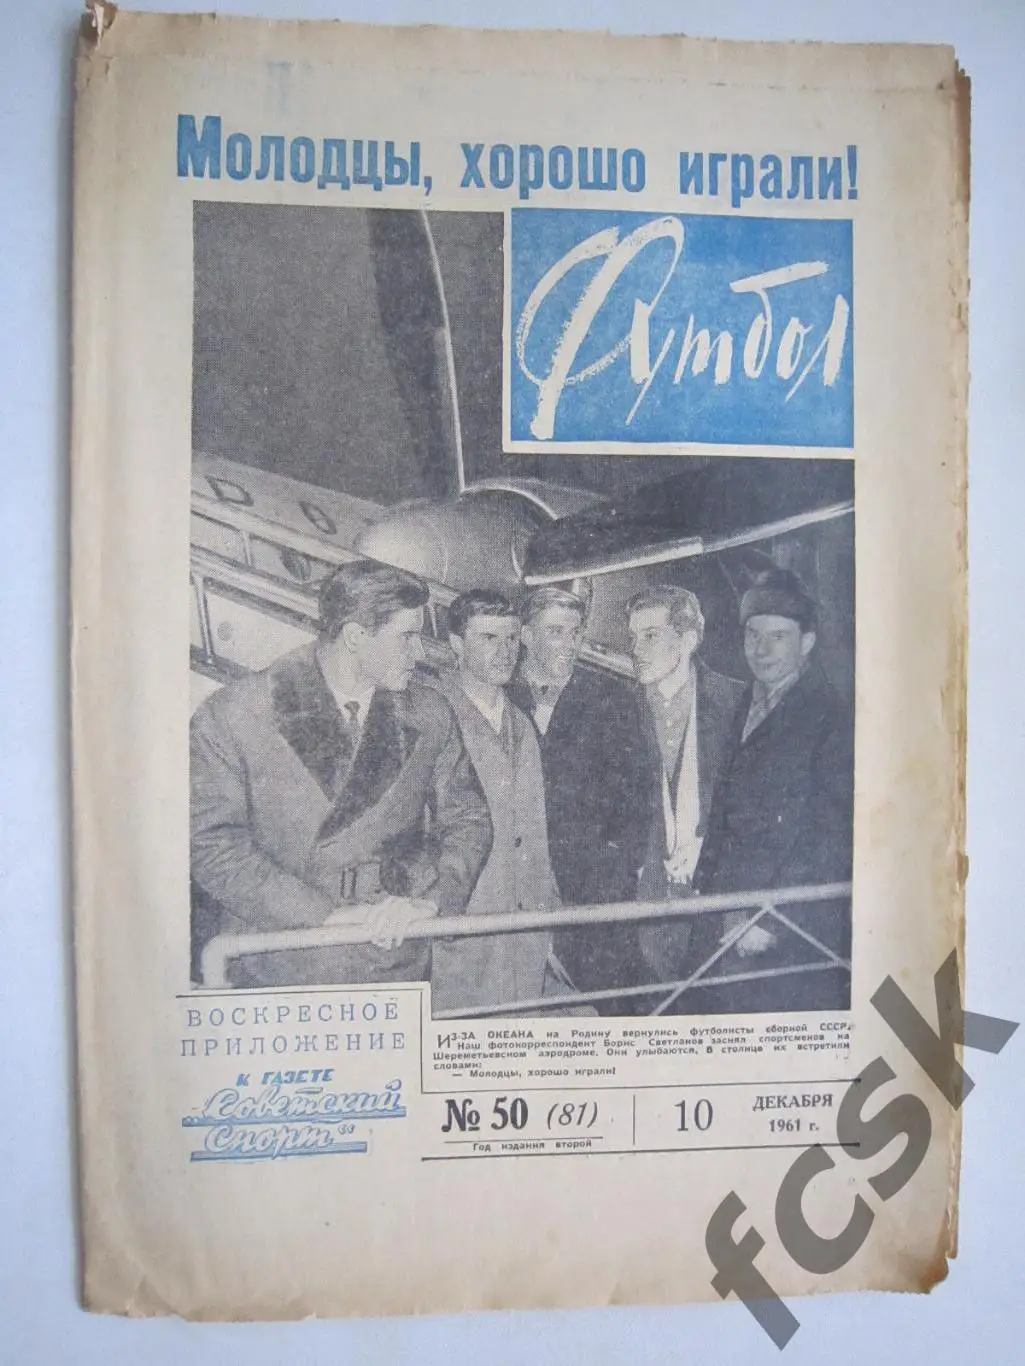 Молодцы, хорошо играли!
Футбол
ИЗ-ЗА ОКЕАНА на Родину вернулись футболисты сборной СССР.
Наш фотокорреспондент Борис Светланов заснял спортсменов на
Шереметьевском аэродроме. Они улыбаются. В столице их встретили
словами:
— Молодцы, хорошо играли!
ВОСКРЕСНОЕ
ПРИЛОЖЕНИЕ
К ГАЗЕТЕ
„Советский
Спорт“
№ 50 (81)
Год издания второй
10
ДЕКАБРЯ
1961 г.
fcsk